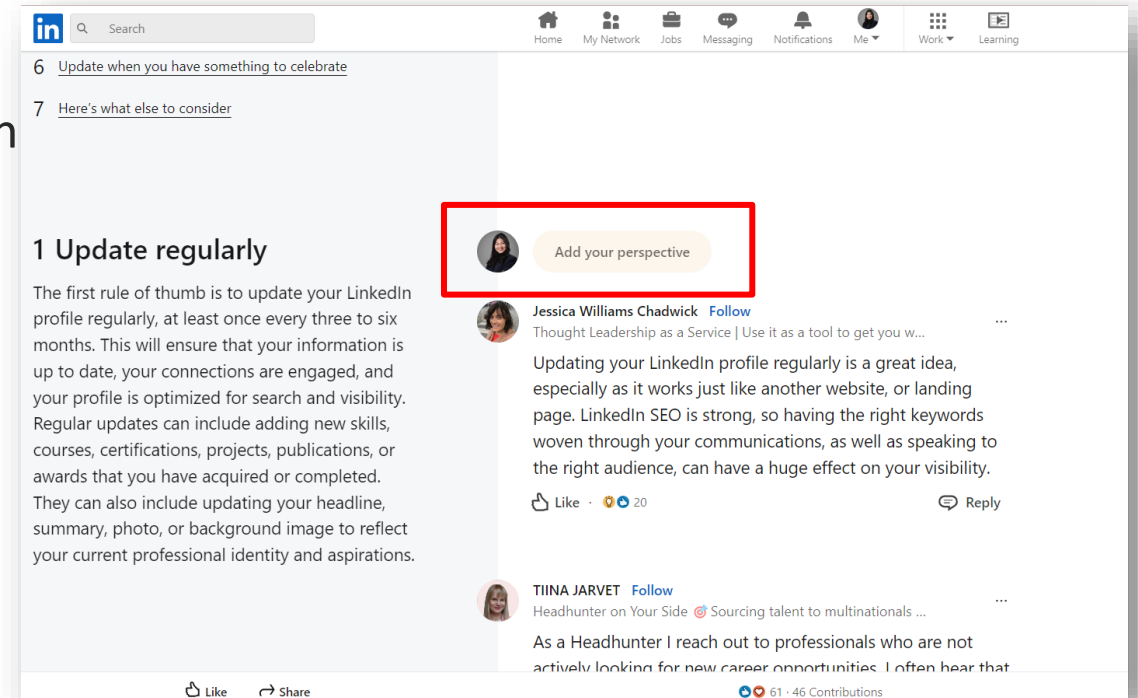 in
Search
Home
My Network
Jobs
Messaging
Notifications
Me
Work
Learning
6 Update when you have something to celebrate
7 Here's what else to consider
n
1 Update regularly
The first rule of thumb is to update your LinkedIn
profile regularly, at least once every three to six
months. This will ensure that your information is
up to date, your connections are engaged, and
your profile is optimized for search and visibility.
Regular updates can include adding new skills,
courses, certifications, projects, publications, or
awards that you have acquired or completed.
They can also include updating your headline,
summary, photo, or background image to reflect
your current professional identity and aspirations.
Add your perspective
Jessica Williams Chadwick Follow
Thought Leadership as a Service | Use it as a tool to get you w...
Updating your LinkedIn profile regularly is a great idea,
especially as it works just like another website, or landing
page. LinkedIn SEO is strong, so having the right keywords
woven through your communications, as well as speaking to
the right audience, can have a huge effect on your visibility.
Like · 20 Reply
TIINA JARVET Follow
Headhunter on Your Side 🎯 Sourcing talent to multinationals ...
As a Headhunter I reach out to professionals who are not
actively looking for new career opportunities. I often hear that
Like Share
61 · 46 Contributions